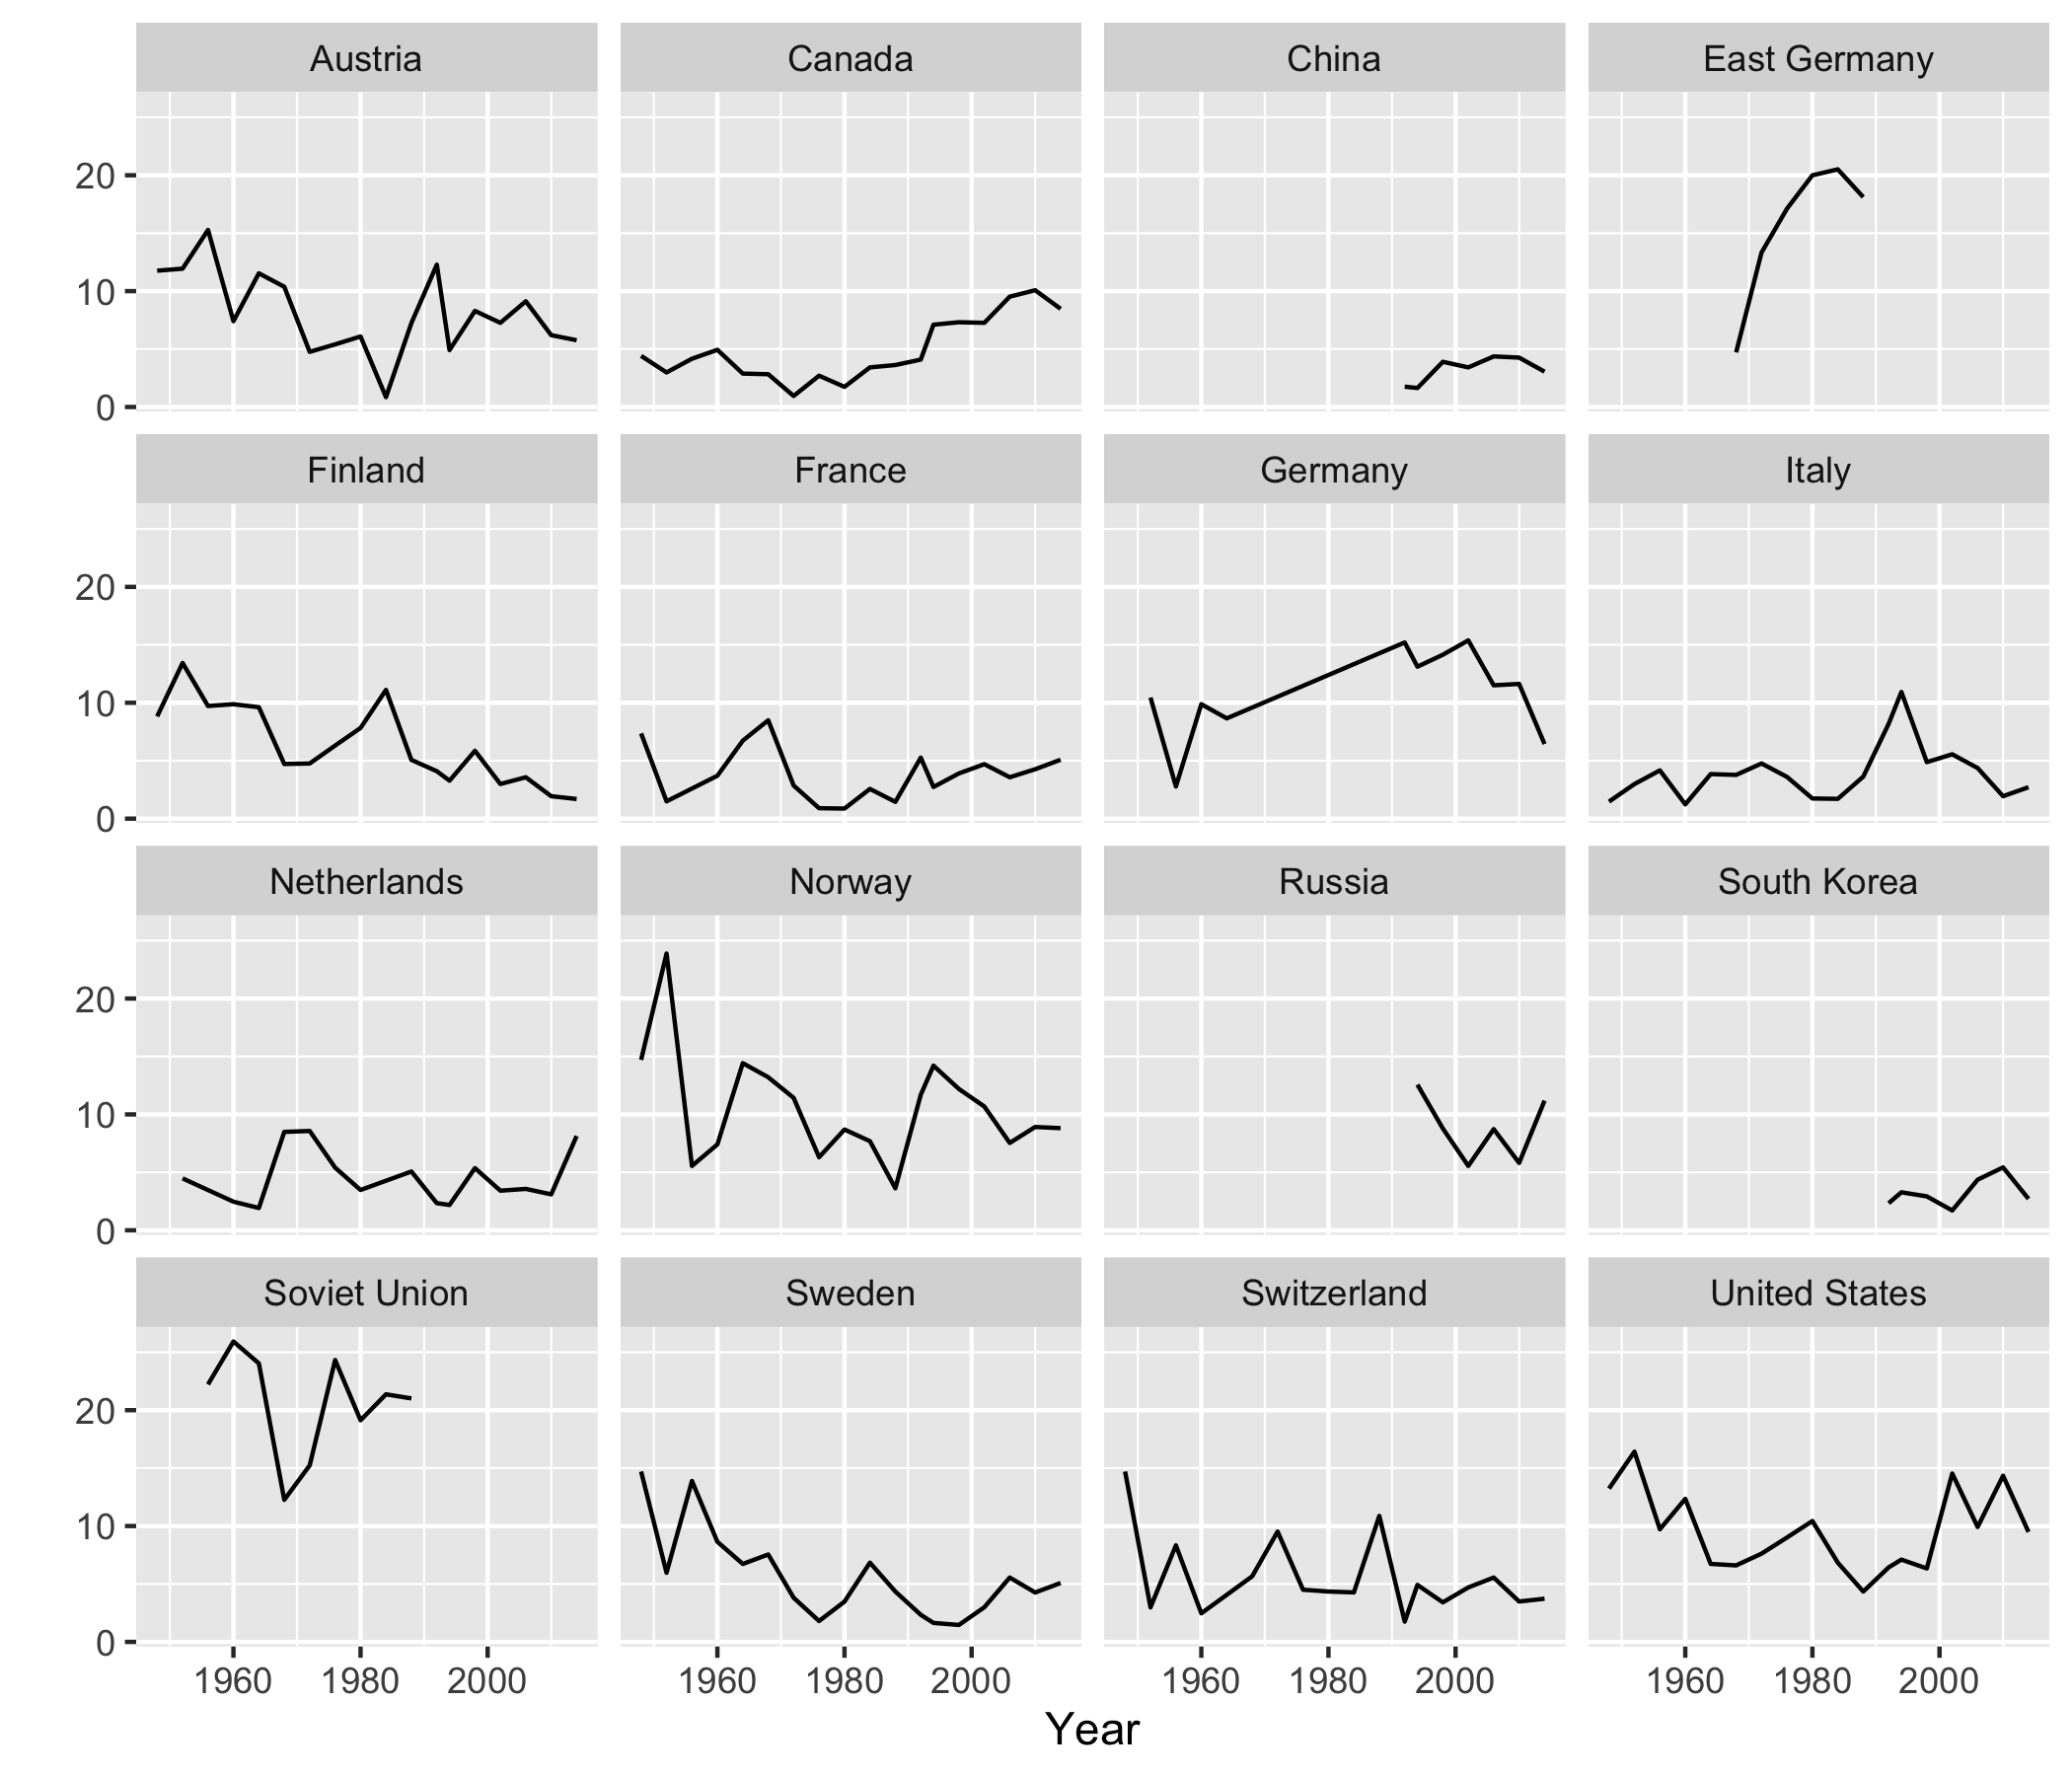 Austria Canada China East Germany
20
10
0
Finland France Germany Italy
20
10
0
Netherlands Norway Russia South Korea
20
10
0
Soviet Union Sweden Switzerland United States
20
10
0
1960 1980 2000 1960 1980 2000 1960 1980 2000 1960 1980 2000
Year